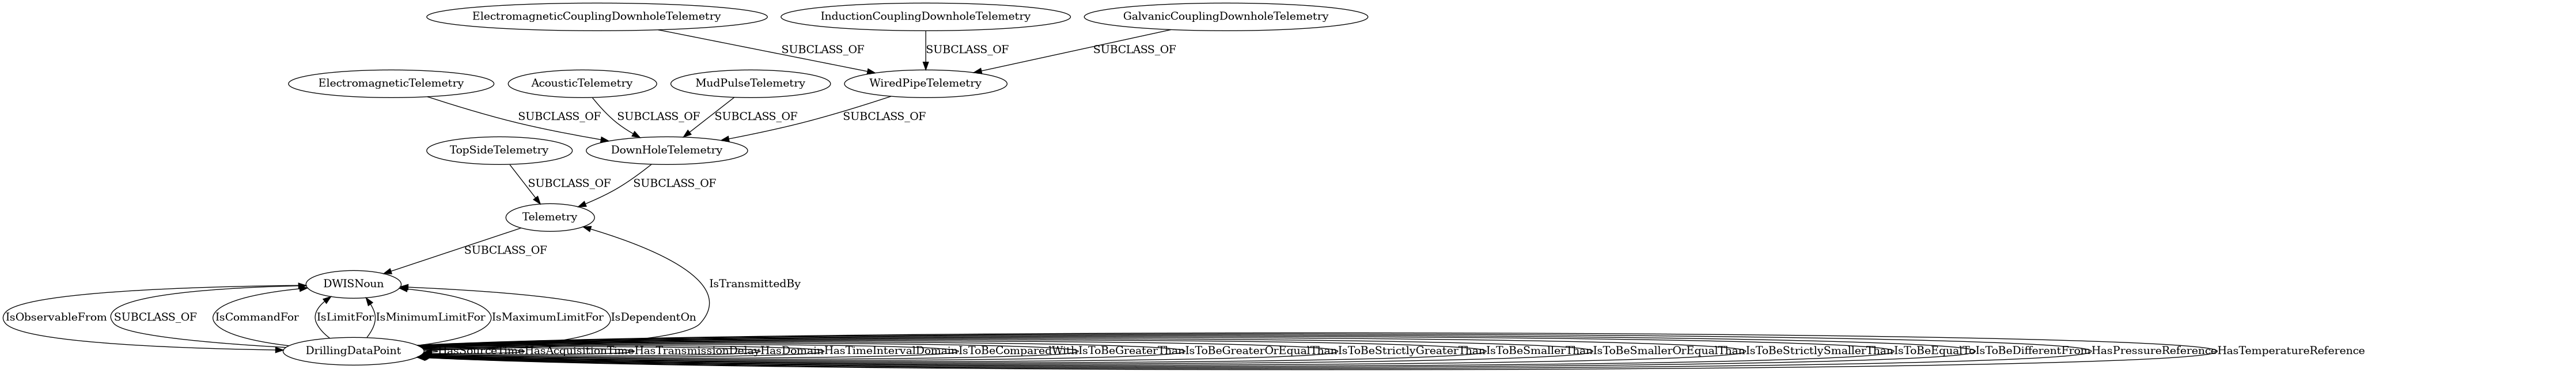 ElectromagneticCouplingDownholeTelemetry
InductionCouplingDownholeTelemetry
GalvanicCouplingDownholeTelemetry
SUBCLASS_OF
SUBCLASS_OF
SUBCLASS_OF
ElectromagneticTelemetry
AcousticTelemetry
MudPulseTelemetry
WiredPipeTelemetry
SUBCLASS_OF
SUBCLASS_OF
SUBCLASS_OF
SUBCLASS_OF
TopSideTelemetry
DownHoleTelemetry
SUBCLASS_OF
SUBCLASS_OF
Telemetry
SUBCLASS_OF
DWISNoun
IsTransmittedBy
IsObservableFrom
SUBCLASS_OF
IsCommandFor
IsLimitFor
IsMinimumLimitFor
IsMaximumLimitFor
IsDependentOn
DrillingDataPoint
HasSourceTime
HasAcquisitionTime
HasTransmissionDelay
HasDomain
HasTimeIntervalDomain
IsToBeComparedWith
IsToBeGreaterThan
IsToBeGreaterOrEqualThan
IsToBeStrictlyGreaterThan
IsToBeSmallerThan
IsToBeSmallerOrEqualThan
IsToBeStrictlySmallerThan
IsToBeEqualTo
IsToBeDifferentFrom
HasPressureReference
HasTemperatureReference